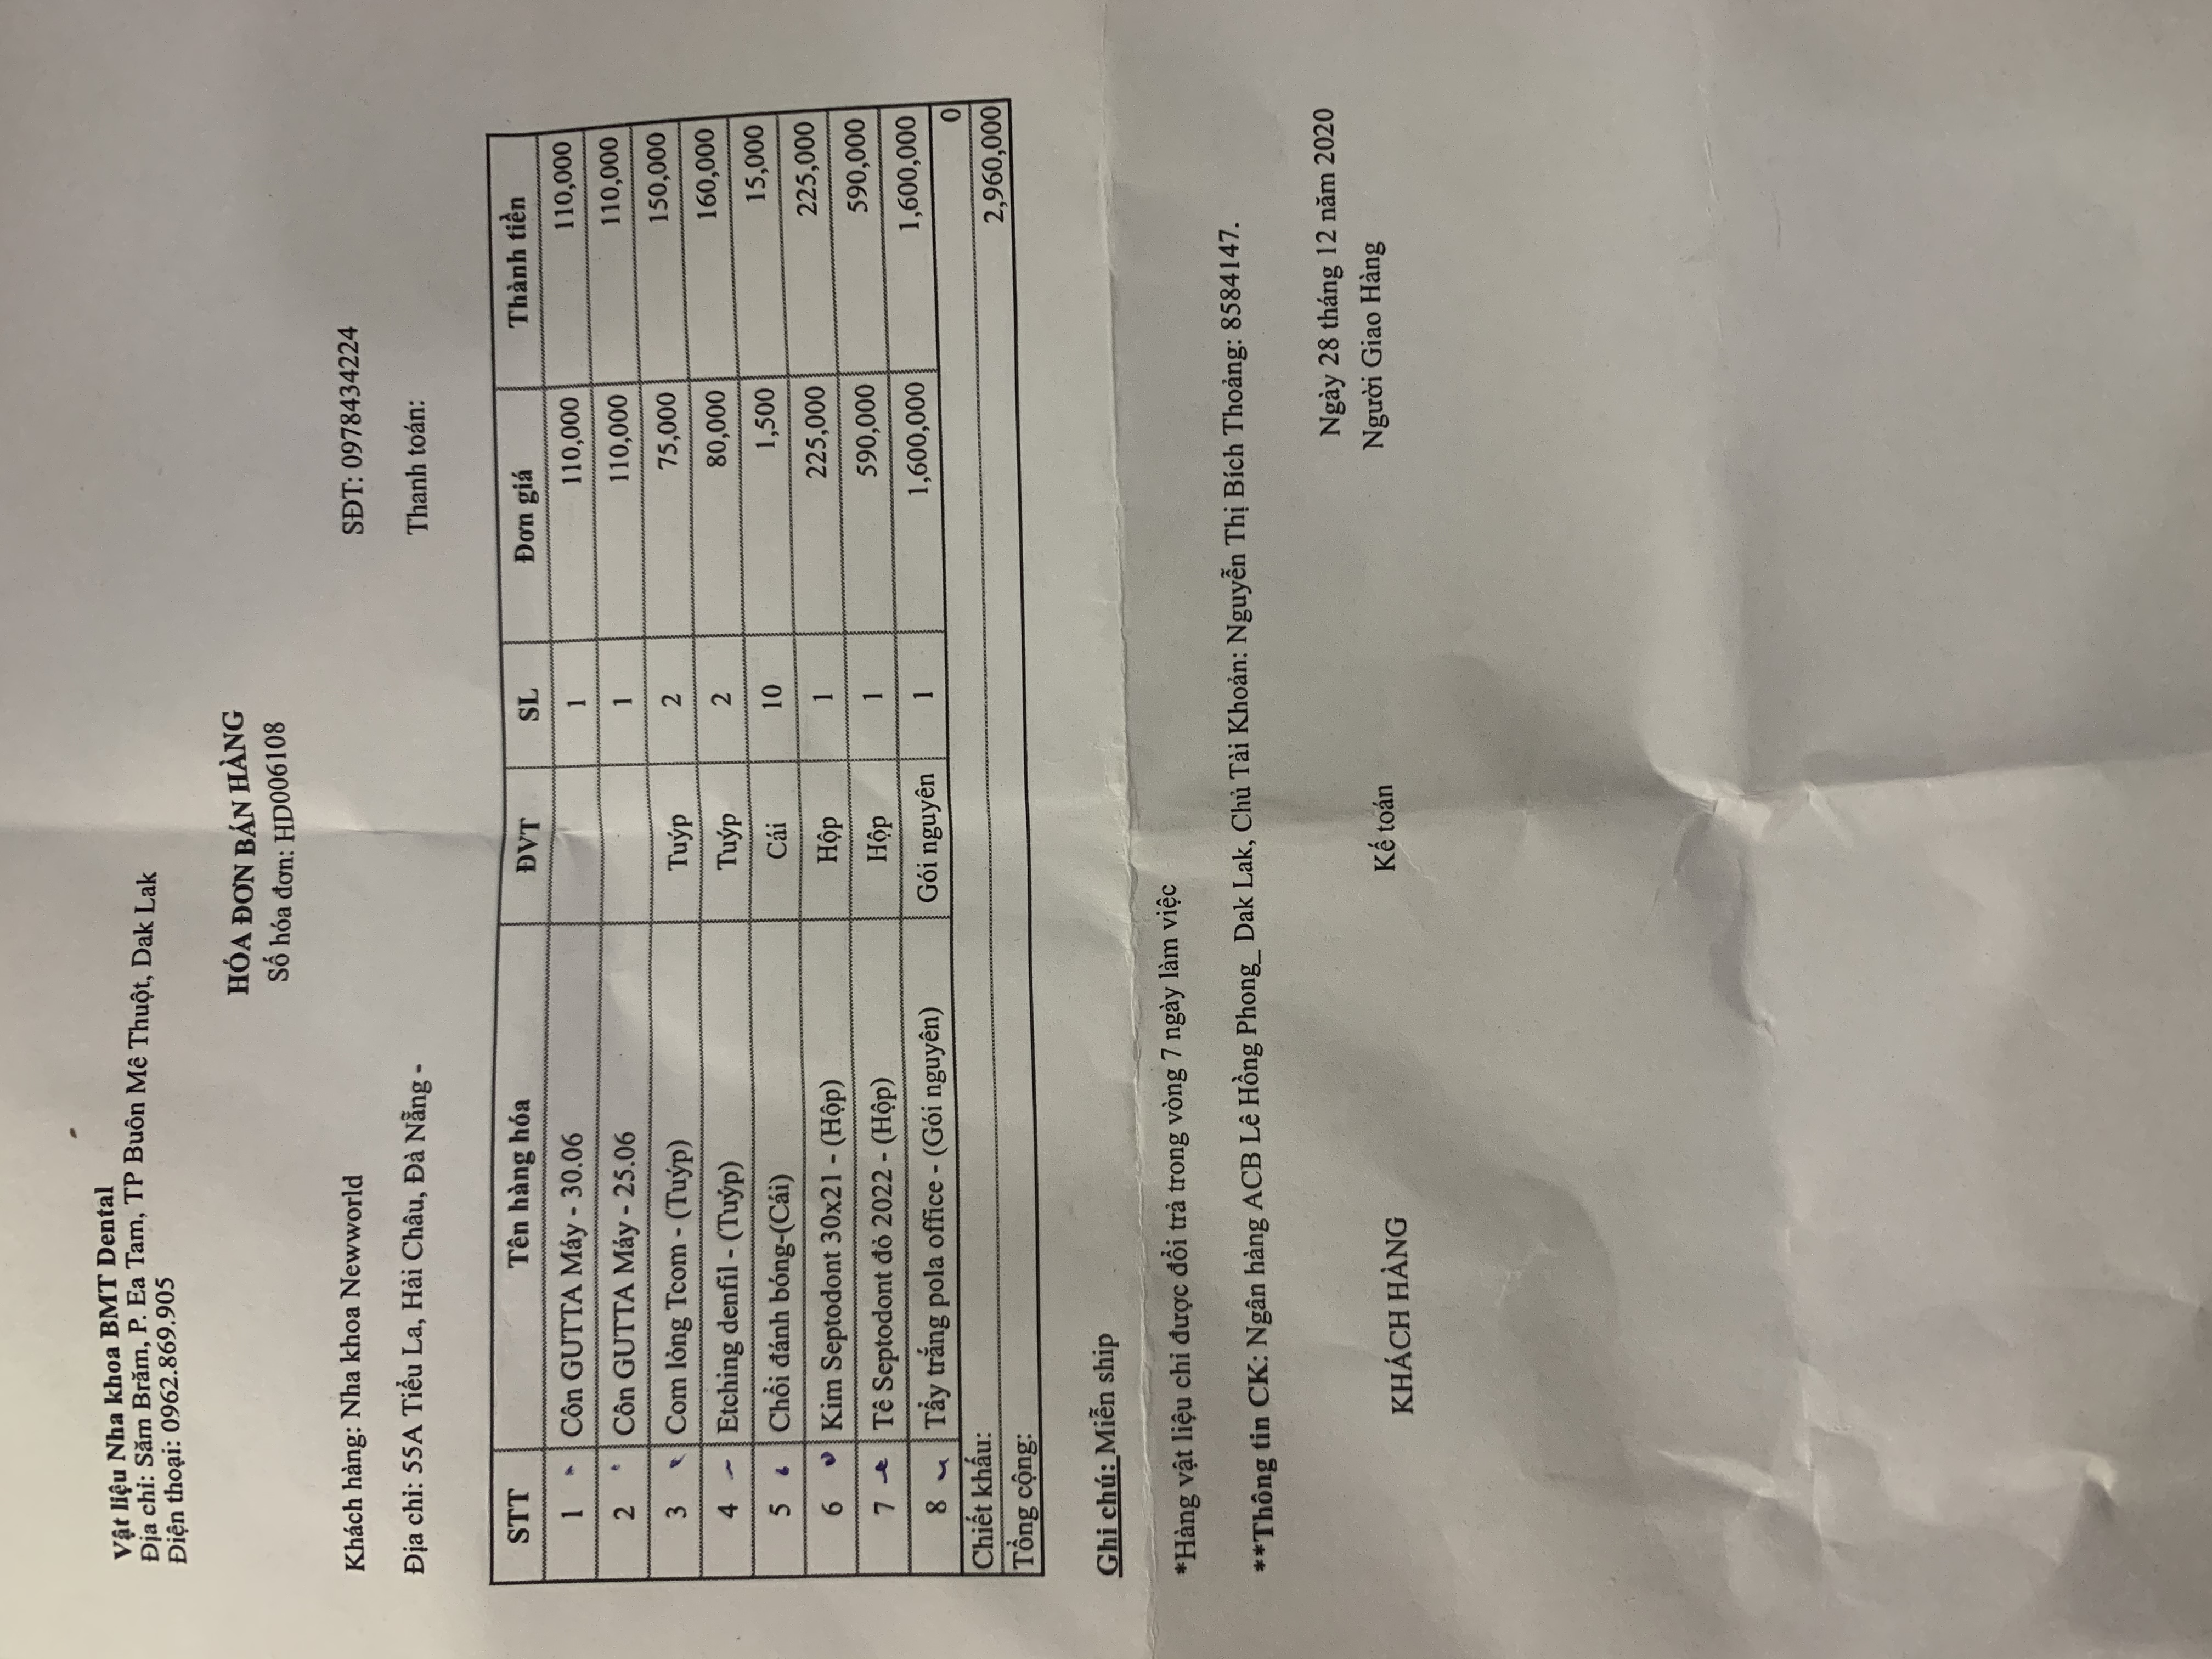 Vật liệu Nha khoa BMT Dental
Địa chỉ: Săm Brăm, P. Ea Tam, TP Buôn Mê Thuột, Dak Lak
Điện thoại: 0962.869.905
HÓA ĐƠN BÁN HÀNG
Số hóa đơn: HD006108
Khách hàng: Nha khoa Newworld SĐT: 0978434224
Địa chỉ: 55A Tiểu La, Hải Châu, Đà Nẵng - Thanh toán:
STT Tên hàng hóa ĐVT SL Đơn giá Thành tiền
1 Côn GUTTA Máy - 30.06 1 110,000 110,000
2 Côn GUTTA Máy - 25.06 1 110,000 110,000
3 Com lỏng Tcom - (Tuýp) Tuýp 2 75,000 150,000
4 Etching denfil - (Tuýp) Tuýp 2 80,000 160,000
5 Chổi đánh bóng-(Cái) Cái 10 1,500 15,000
6 Kim Septodont 30x21 - (Hộp) Hộp 1 225,000 225,000
7 Tê Septodont đỏ 2022 - (Hộp) Hộp 1 590,000 590,000
8 Tẩy trắng pola office - (Gói nguyên) Gói nguyên 1 1,600,000 1,600,000
Chiết khấu: 0
Tổng cộng: 2,960,000
Ghi chú: Miễn ship
*Hàng vật liệu chỉ được đổi trả trong vòng 7 ngày làm việc
**Thông tin CK: Ngân hàng ACB Lê Hồng Phong_ Dak Lak, Chủ Tài Khoản: Nguyễn Thị Bích Thoảng: 8584147.
Ngày 28 tháng 12 năm 2020
KHÁCH HÀNG Kế toán Người Giao Hàng